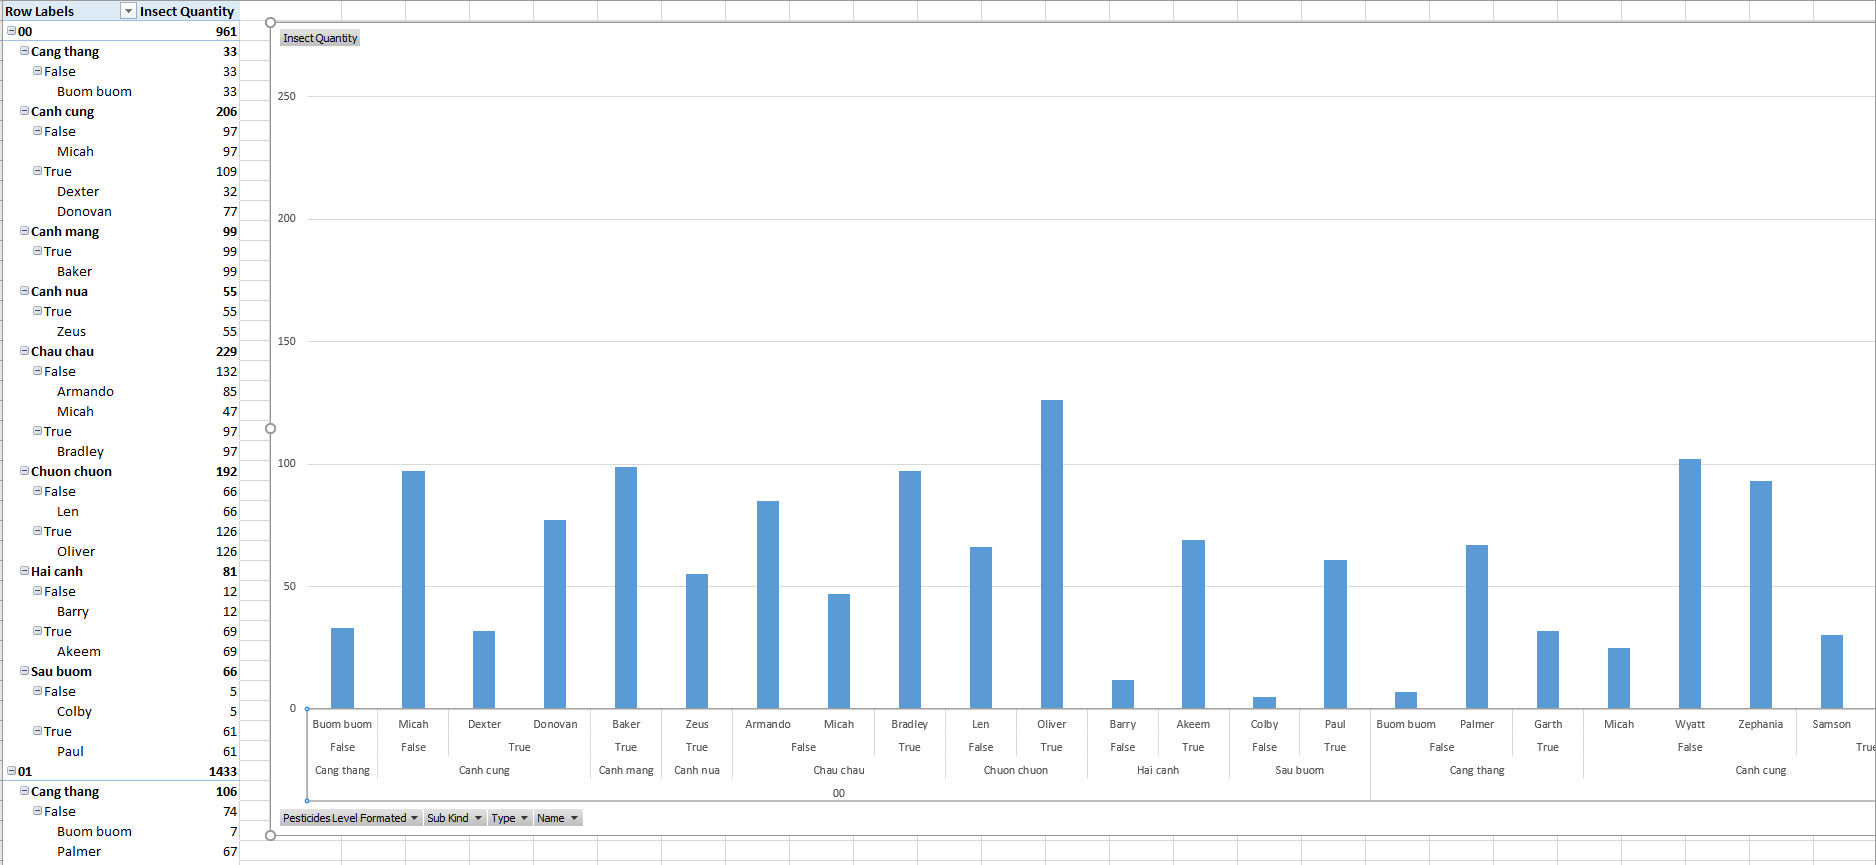 Row Labels Insect Quantity
00 961
Cang thang 33
False 33
Buom buom 33
Canh cung 206
False 97
Micah 97
True 109
Dexter 32
Donovan 77
Canh mang 99
True 99
Baker 99
Canh nua 55
True 55
Zeus 55
Chau chau 229
False 132
Armando 85
Micah 47
True 97
Bradley 97
Chuon chuon 192
False 66
Len 66
True 126
Oliver 126
Hai canh 81
False 12
Barry 12
True 69
Akeem 69
Sau buom 66
False 5
Colby 5
True 61
Paul 61
01 1433
Cang thang 106
False 74
Buom buom 7
Palmer 67
Insect Quantity
250
200
150
100
50
0
Buom buom Micah Dexter Donovan Baker Zeus Armando Micah Bradley Len Oliver Barry Akeem Colby Paul Buom buom Palmer Garth Micah Wyatt Zephania Samson
False False True True True False True False True False True False True False True False True
Cang thang Canh cung Canh mang Canh nua Chau chau Chuon chuon Hai canh Sau buom Cang thang Canh cung
00
Pesticides Level Formated Sub Kind Type Name